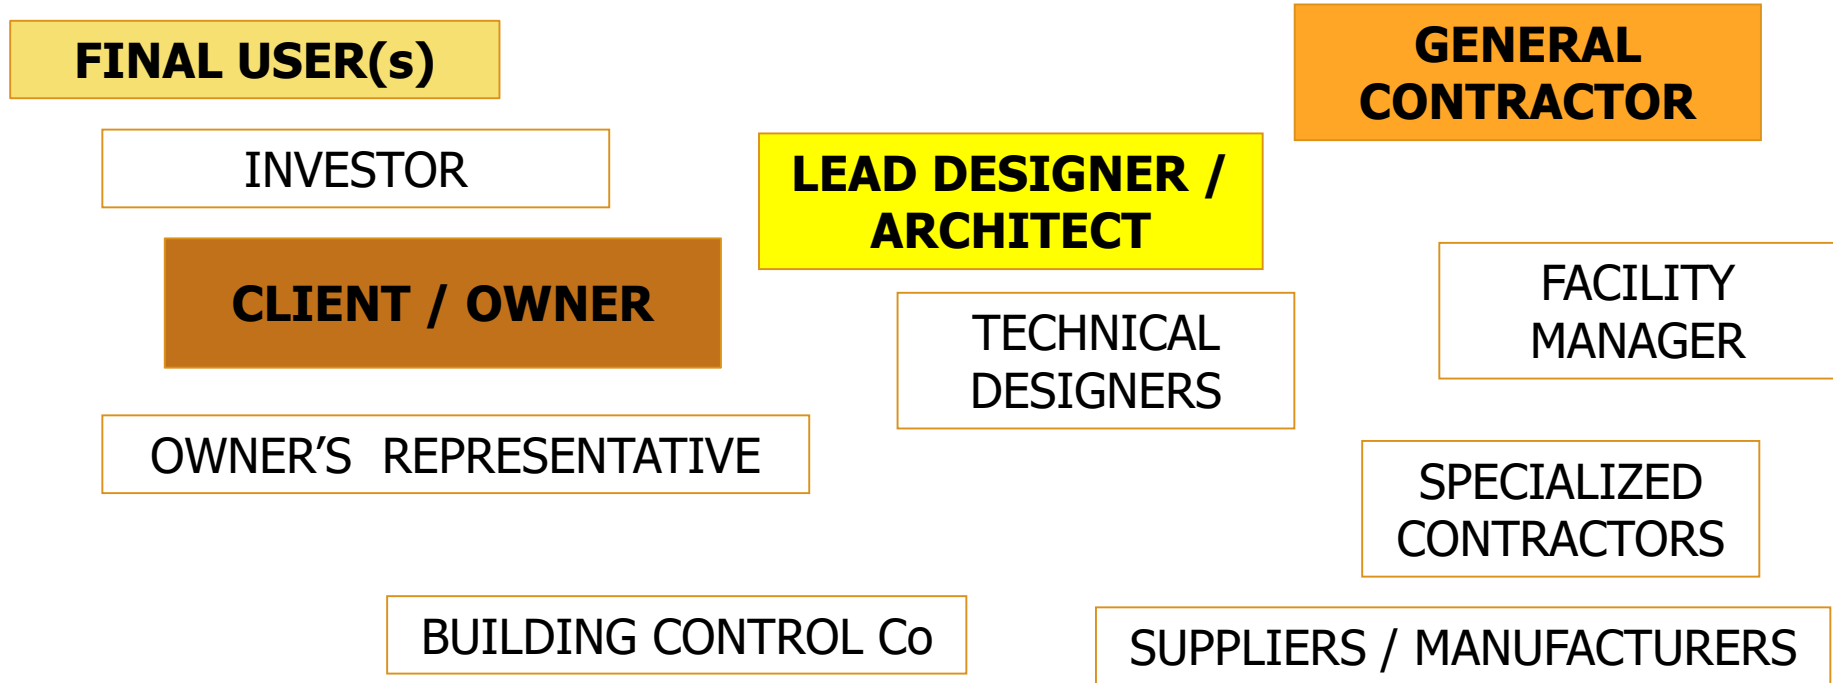 FINAL USER(s)
GENERAL
CONTRACTOR
INVESTOR
LEAD DESIGNER /
ARCHITECT
CLIENT / OWNER
FACILITY
MANAGER
TECHNICAL
DESIGNERS
OWNER’S REPRESENTATIVE
SPECIALIZED
CONTRACTORS
BUILDING CONTROL Co
SUPPLIERS / MANUFACTURERS